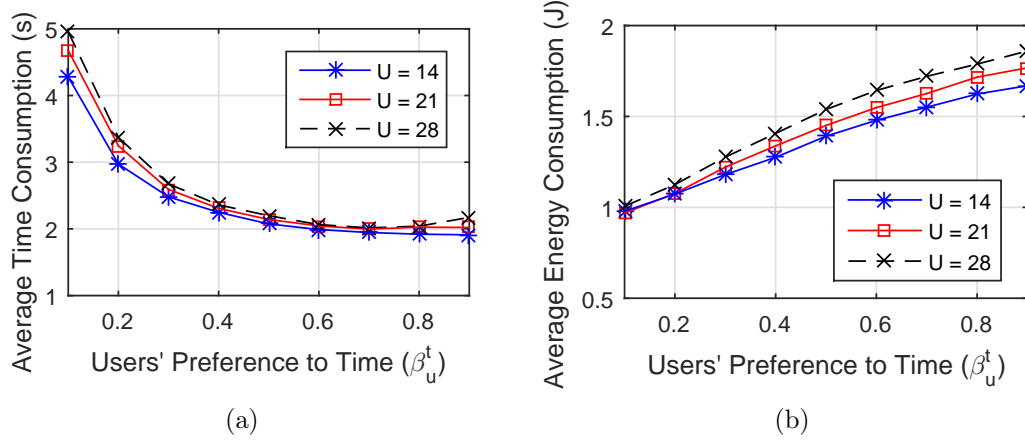 Average Time Consumption (s)
5
4
3
2
1
0.2 0.4 0.6 0.8
Users' Preference to Time (β_u^t)
U = 14
U = 21
U = 28
(a)
Average Energy Consumption (J)
2
1.5
1
0.5
0.2 0.4 0.6 0.8
Users' Preference to Time (β_u^t)
U = 14
U = 21
U = 28
(b)